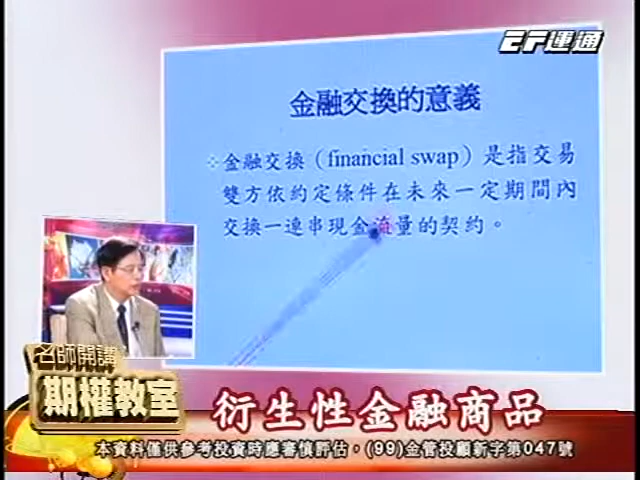 EF運通
金融交換的意義
金融交換（financial swap）是指交易
雙方依約定條件在未來一定期間內
交換一連串現金流量的契約。
名師開講
期權教室
衍生性金融商品
本資料僅供參考投資時應審慎評估，(99)金管投顧新字第047號